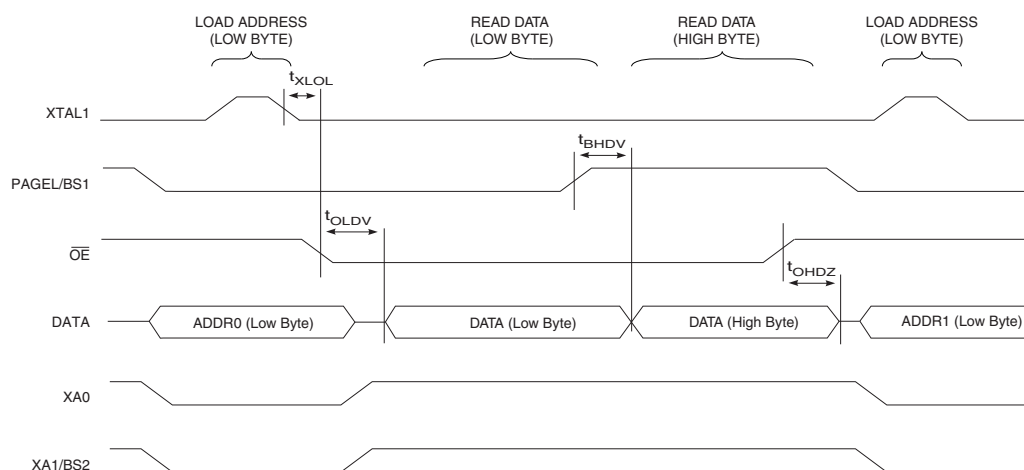 LOAD ADDRESS
(LOW BYTE)
READ DATA
(LOW BYTE)
READ DATA
(HIGH BYTE)
LOAD ADDRESS
(LOW BYTE)
tXLOL
XTAL1
tBHDV
PAGEL/BS1
tOLDV
OE
tOHDZ
DATA
ADDR0 (Low Byte)
DATA (Low Byte)
DATA (High Byte)
ADDR1 (Low Byte)
XA0
XA1/BS2